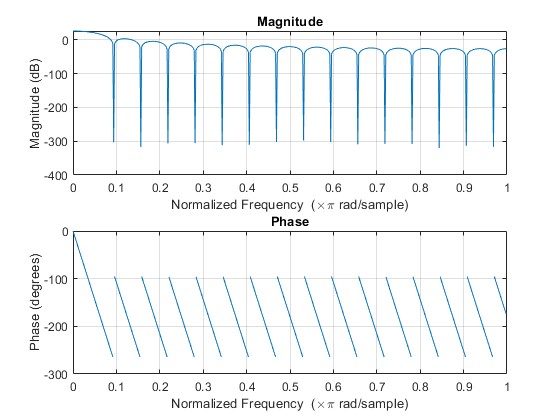 Magnitude
0
-100
-200
-300
-400
Magnitude (dB)
0 0.1 0.2 0.3 0.4 0.5 0.6 0.7 0.8 0.9 1
Normalized Frequency (×π rad/sample)
Phase
0
-100
-200
-300
Phase (degrees)
0 0.1 0.2 0.3 0.4 0.5 0.6 0.7 0.8 0.9 1
Normalized Frequency (×π rad/sample)